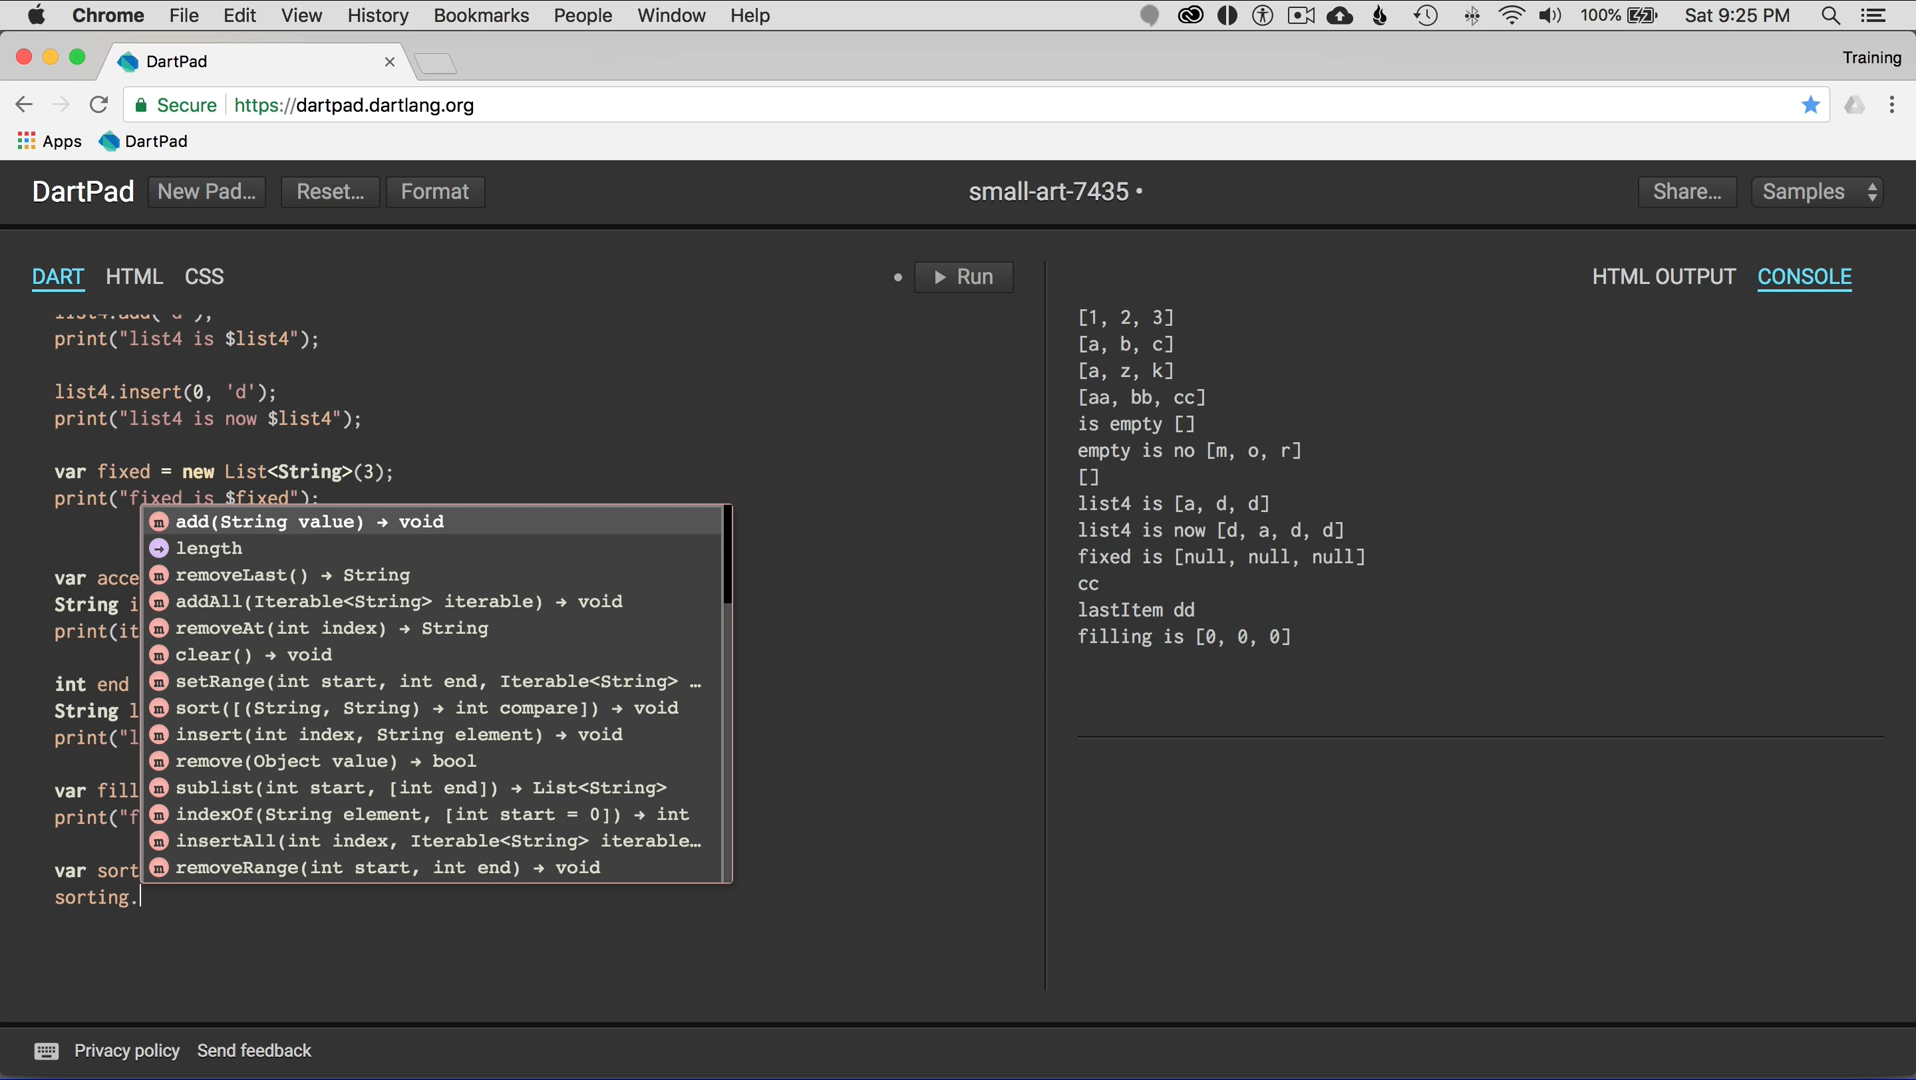 Chrome File Edit View History Bookmarks People Window Help 100% Sat 9:25 PM
DartPad Training
Secure https://dartpad.dartlang.org
Apps DartPad
DartPad New Pad... Reset... Format small-art-7435 • Share... Samples
DART HTML CSS Run
print("list4 is $list4");
list4.insert(0, 'd');
print("list4 is now $list4");
var fixed = new List<String>(3);
print("fixed is $fixed");
add(String value) → void
length
var acce removeLast() → String
String i addAll(Iterable<String> iterable) → void
print(it removeAt(int index) → String
clear() → void
int end setRange(int start, int end, Iterable<String> …
String l sort([(String, String) → int compare]) → void
print("l insert(int index, String element) → void
remove(Object value) → bool
var fill sublist(int start, [int end]) → List<String>
print("f indexOf(String element, [int start = 0]) → int
insertAll(int index, Iterable<String> iterable…
var sort removeRange(int start, int end) → void
sorting.
HTML OUTPUT CONSOLE
[1, 2, 3]
[a, b, c]
[a, z, k]
[aa, bb, cc]
is empty []
empty is no [m, o, r]
[]
list4 is [a, d, d]
list4 is now [d, a, d, d]
fixed is [null, null, null]
cc
lastItem dd
filling is [0, 0, 0]
Privacy policy Send feedback